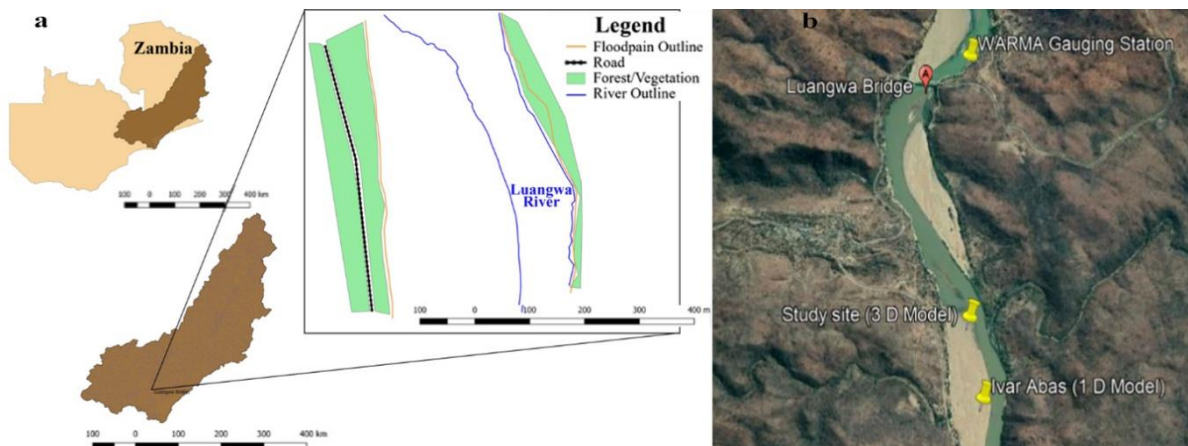 a
Zambia
100 0 100 200 300 400 km
Luangwa Bridge
100 0 100 200 300 400 km
Legend
Floodpain Outline
Road
Forest/Vegetation
River Outline
Luangwa
River
100 0 100 200 300 400 m
b
WARMA Gauging Station
Luangwa Bridge
A
Study site (3 D Model)
Ivar Abas (1 D Model)